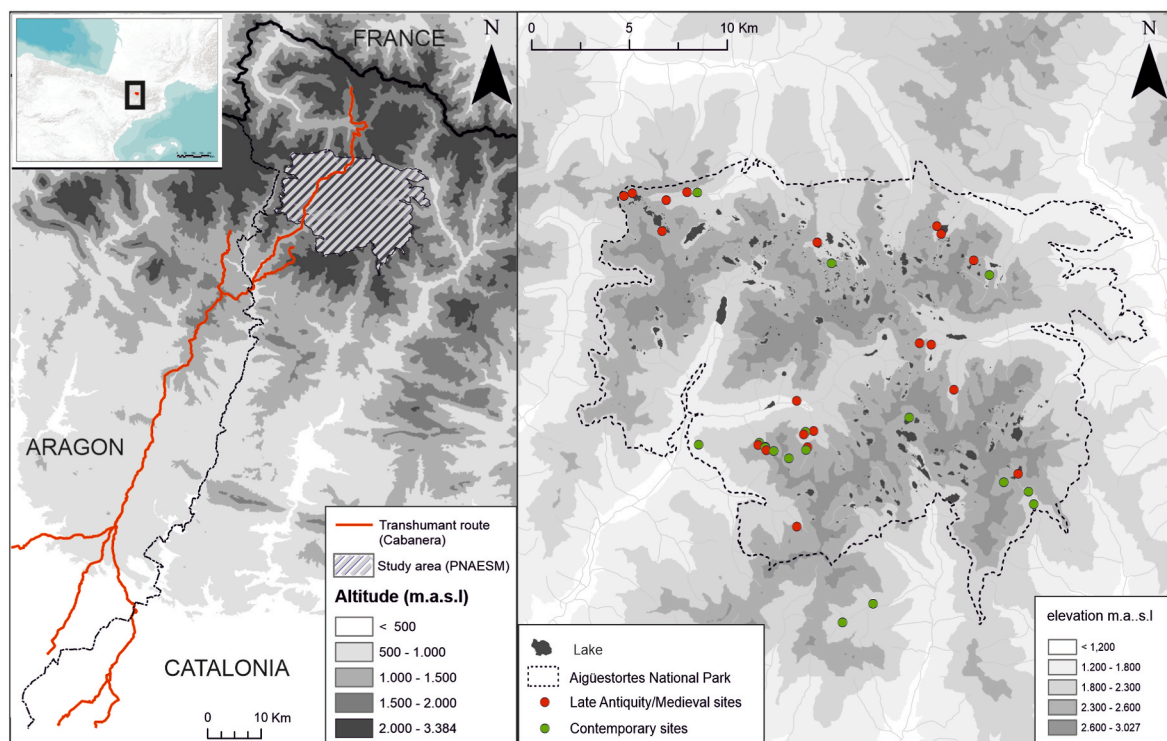 FRANCE
N
ARAGON
CATALONIA
0 10 Km
Transhumant route
(Cabanera)
Study area (PNAESM)
Altitude (m.a.s.l)
< 500
500 - 1.000
1.000 - 1.500
1.500 - 2.000
2.000 - 3.384
0 5 10 Km
N
Lake
Aigüestortes National Park
Late Antiquity/Medieval sites
Contemporary sites
elevation m.a..s.l
< 1,200
1.200 - 1.800
1.800 - 2.300
2.300 - 2.600
2.600 - 3.027